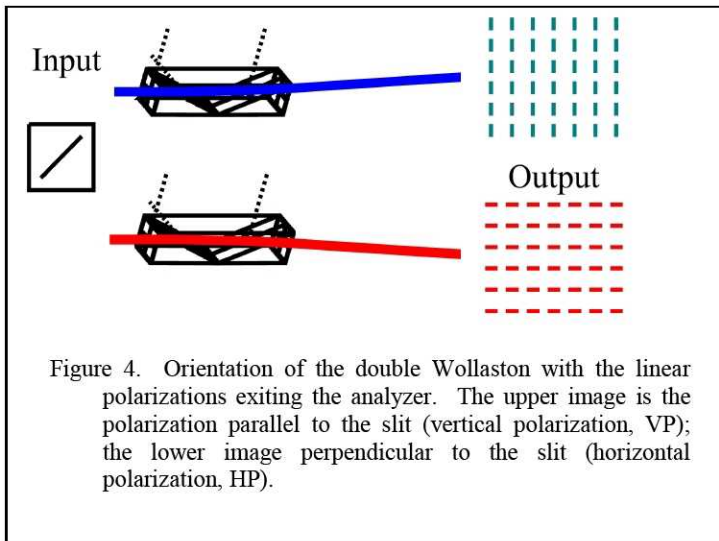 Input
Output
Figure 4. Orientation of the double Wollaston with the linear
polarizations exiting the analyzer. The upper image is the
polarization parallel to the slit (vertical polarization, VP);
the lower image perpendicular to the slit (horizontal
polarization, HP).